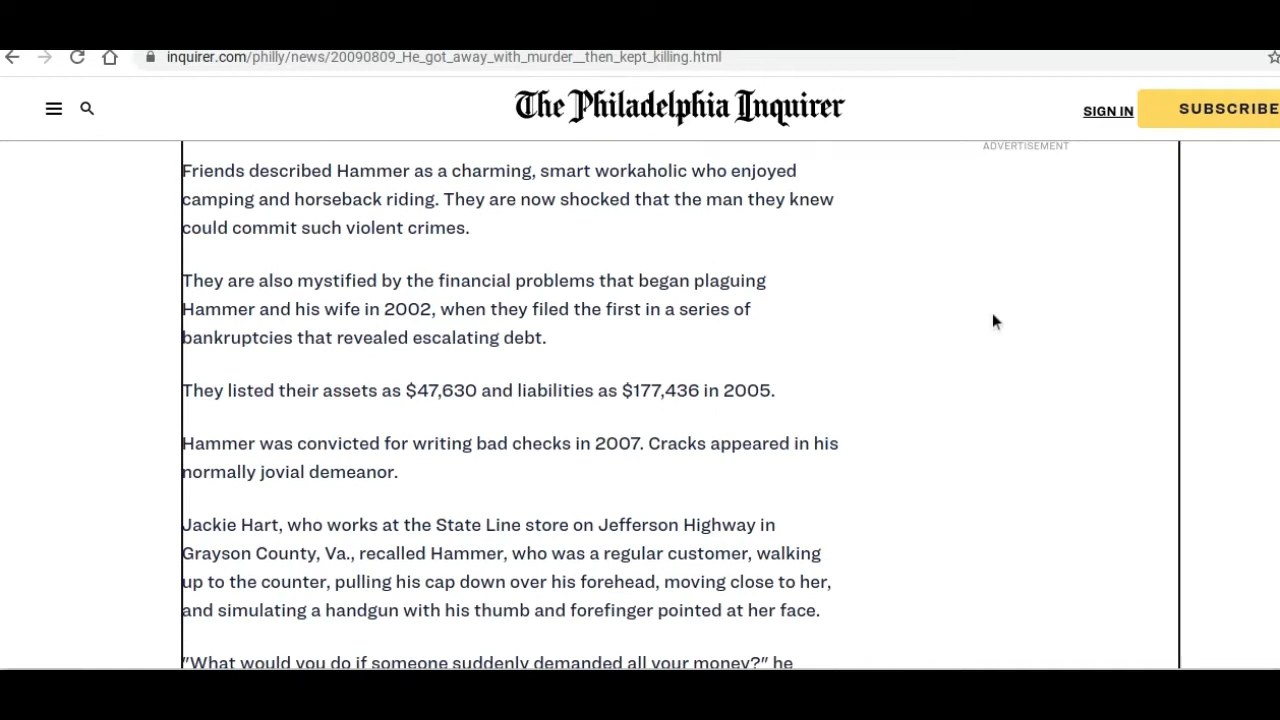 inquirer.com/philly/news/20090809_He_got_away_with_murder__then_kept_killing.html
The Philadelphia Inquirer
SIGN IN
SUBSCRIBE
ADVERTISEMENT
Friends described Hammer as a charming, smart workaholic who enjoyed
camping and horseback riding. They are now shocked that the man they knew
could commit such violent crimes.
They are also mystified by the financial problems that began plaguing
Hammer and his wife in 2002, when they filed the first in a series of
bankruptcies that revealed escalating debt.
They listed their assets as $47,630 and liabilities as $177,436 in 2005.
Hammer was convicted for writing bad checks in 2007. Cracks appeared in his
normally jovial demeanor.
Jackie Hart, who works at the State Line store on Jefferson Highway in
Grayson County, Va., recalled Hammer, who was a regular customer, walking
up to the counter, pulling his cap down over his forehead, moving close to her,
and simulating a handgun with his thumb and forefinger pointed at her face.
"What would you do if someone suddenly demanded all your money?" he